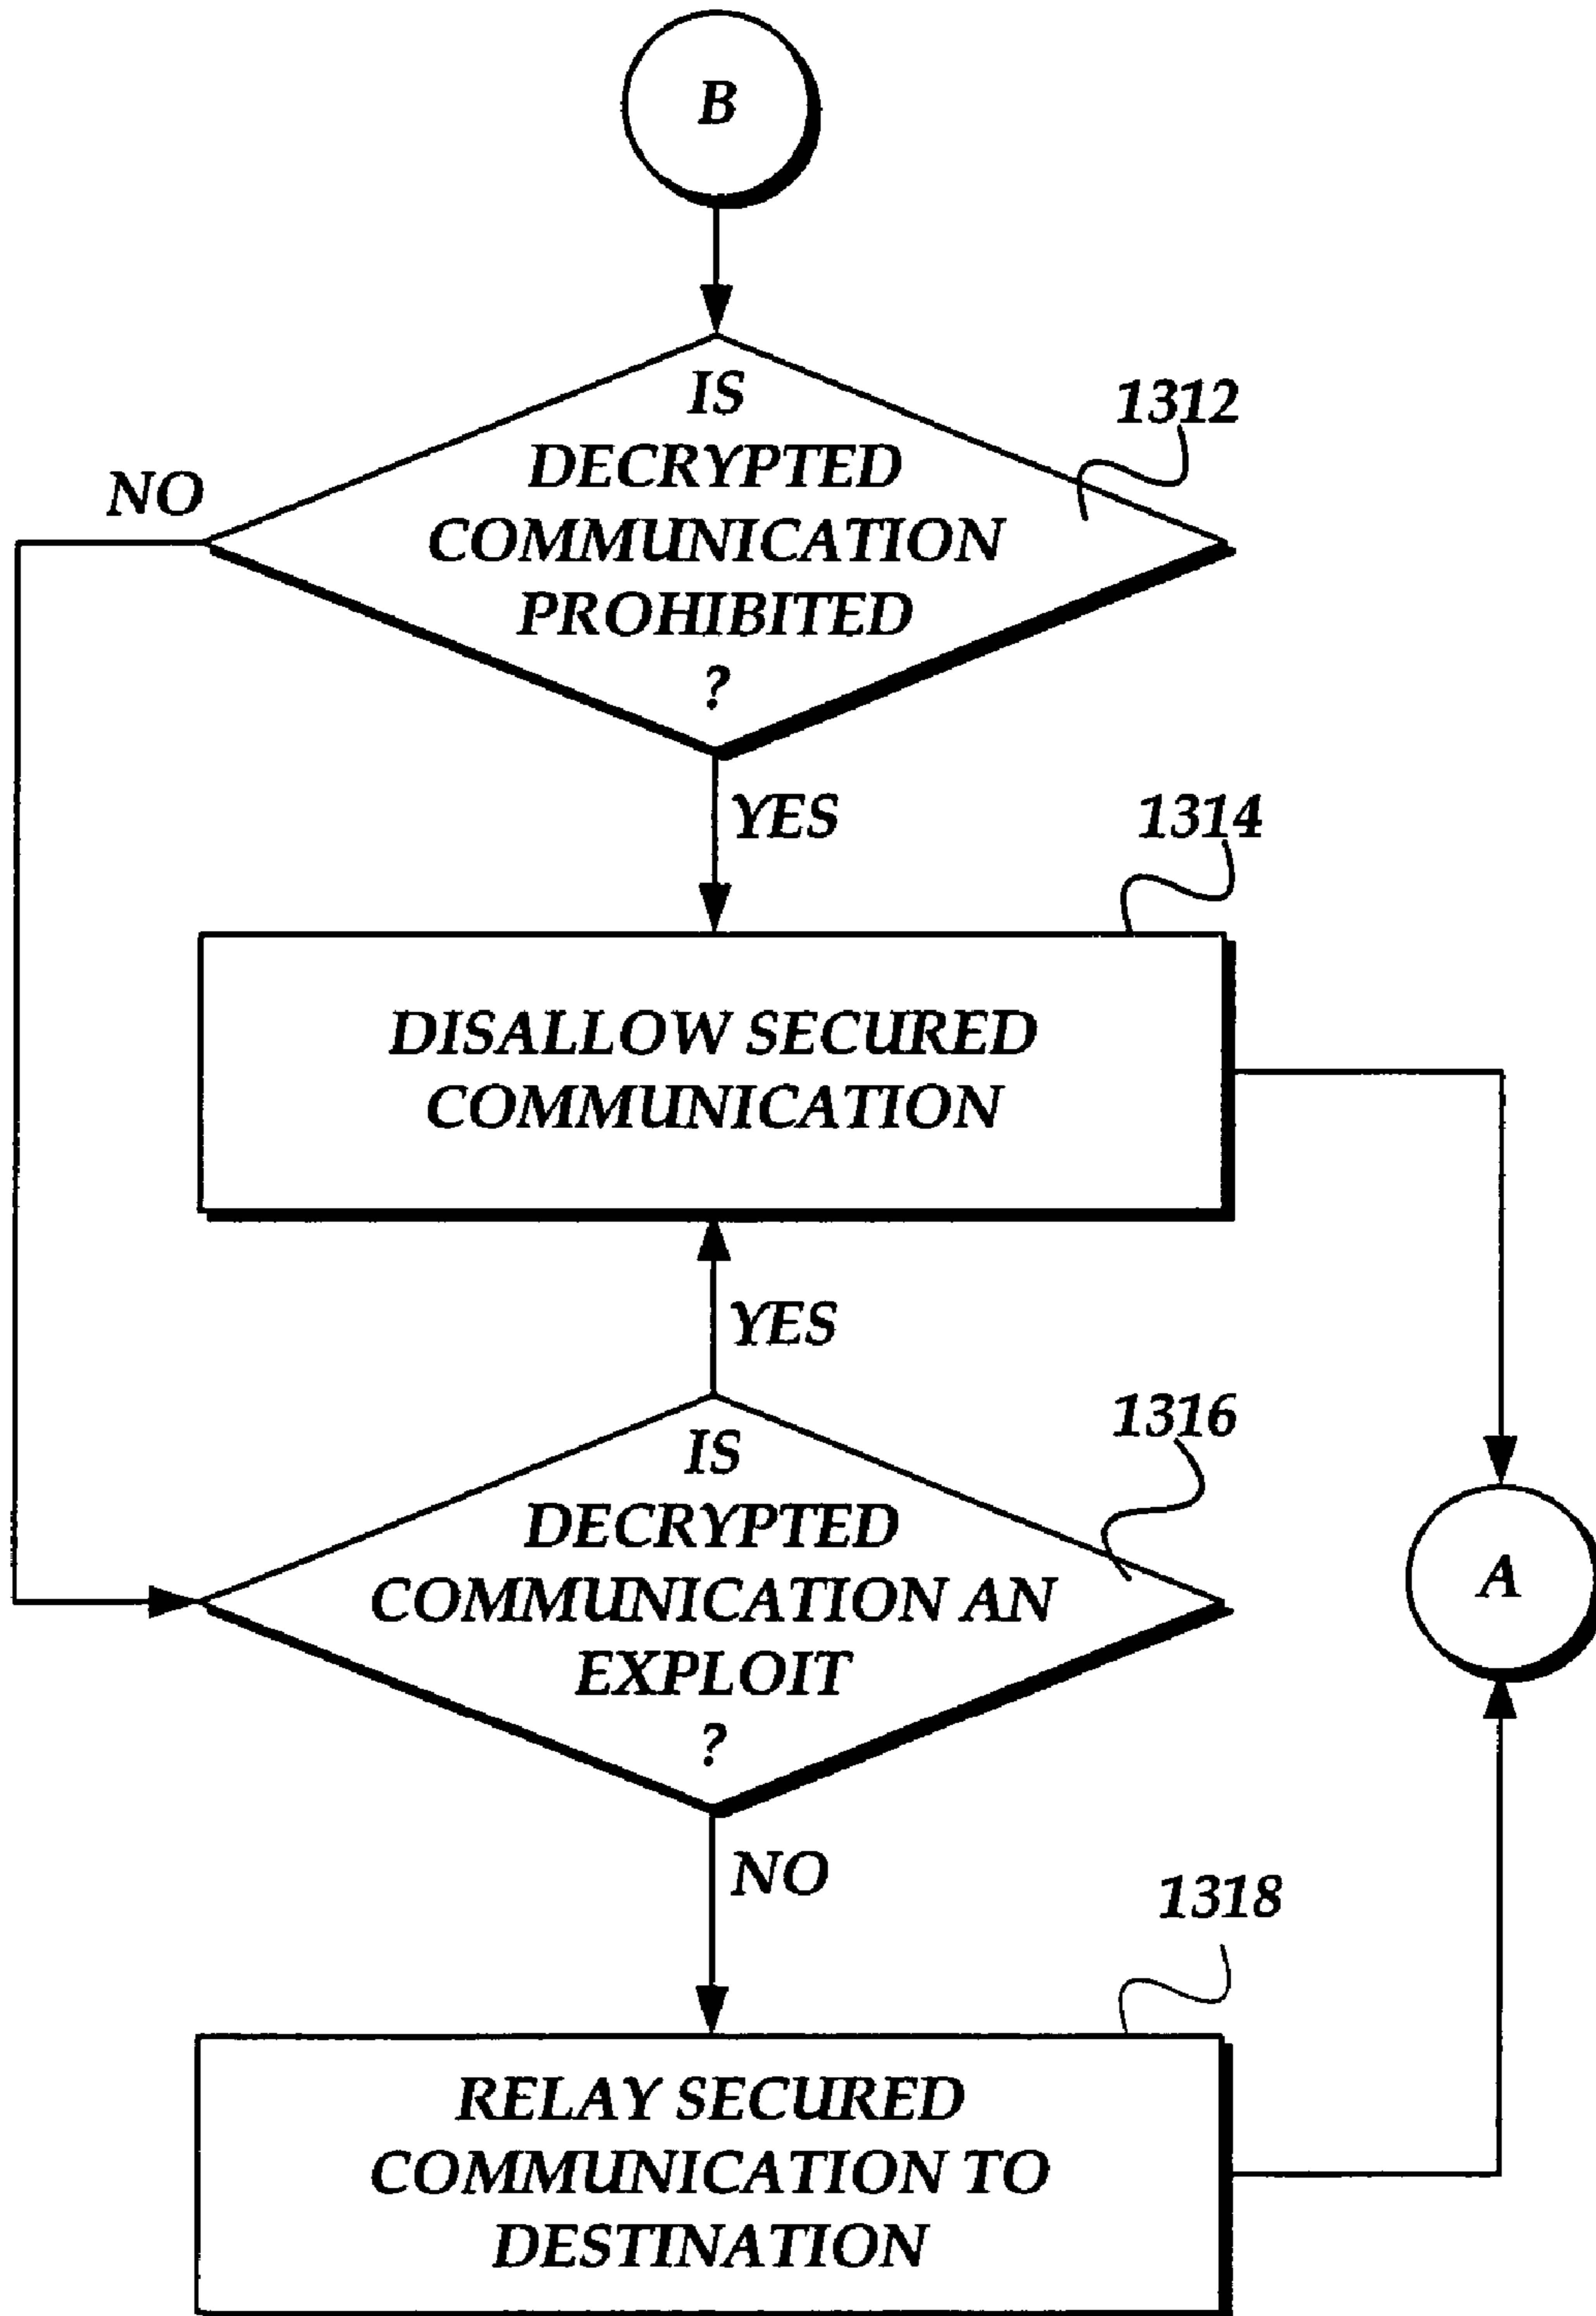 B
IS
DECRYPTED
COMMUNICATION
PROHIBITED
?
1312
NO
YES
1314
DISALLOW SECURED
COMMUNICATION
YES
1316
IS
DECRYPTED
COMMUNICATION AN
EXPLOIT
?
A
NO
1318
RELAY SECURED
COMMUNICATION TO
DESTINATION